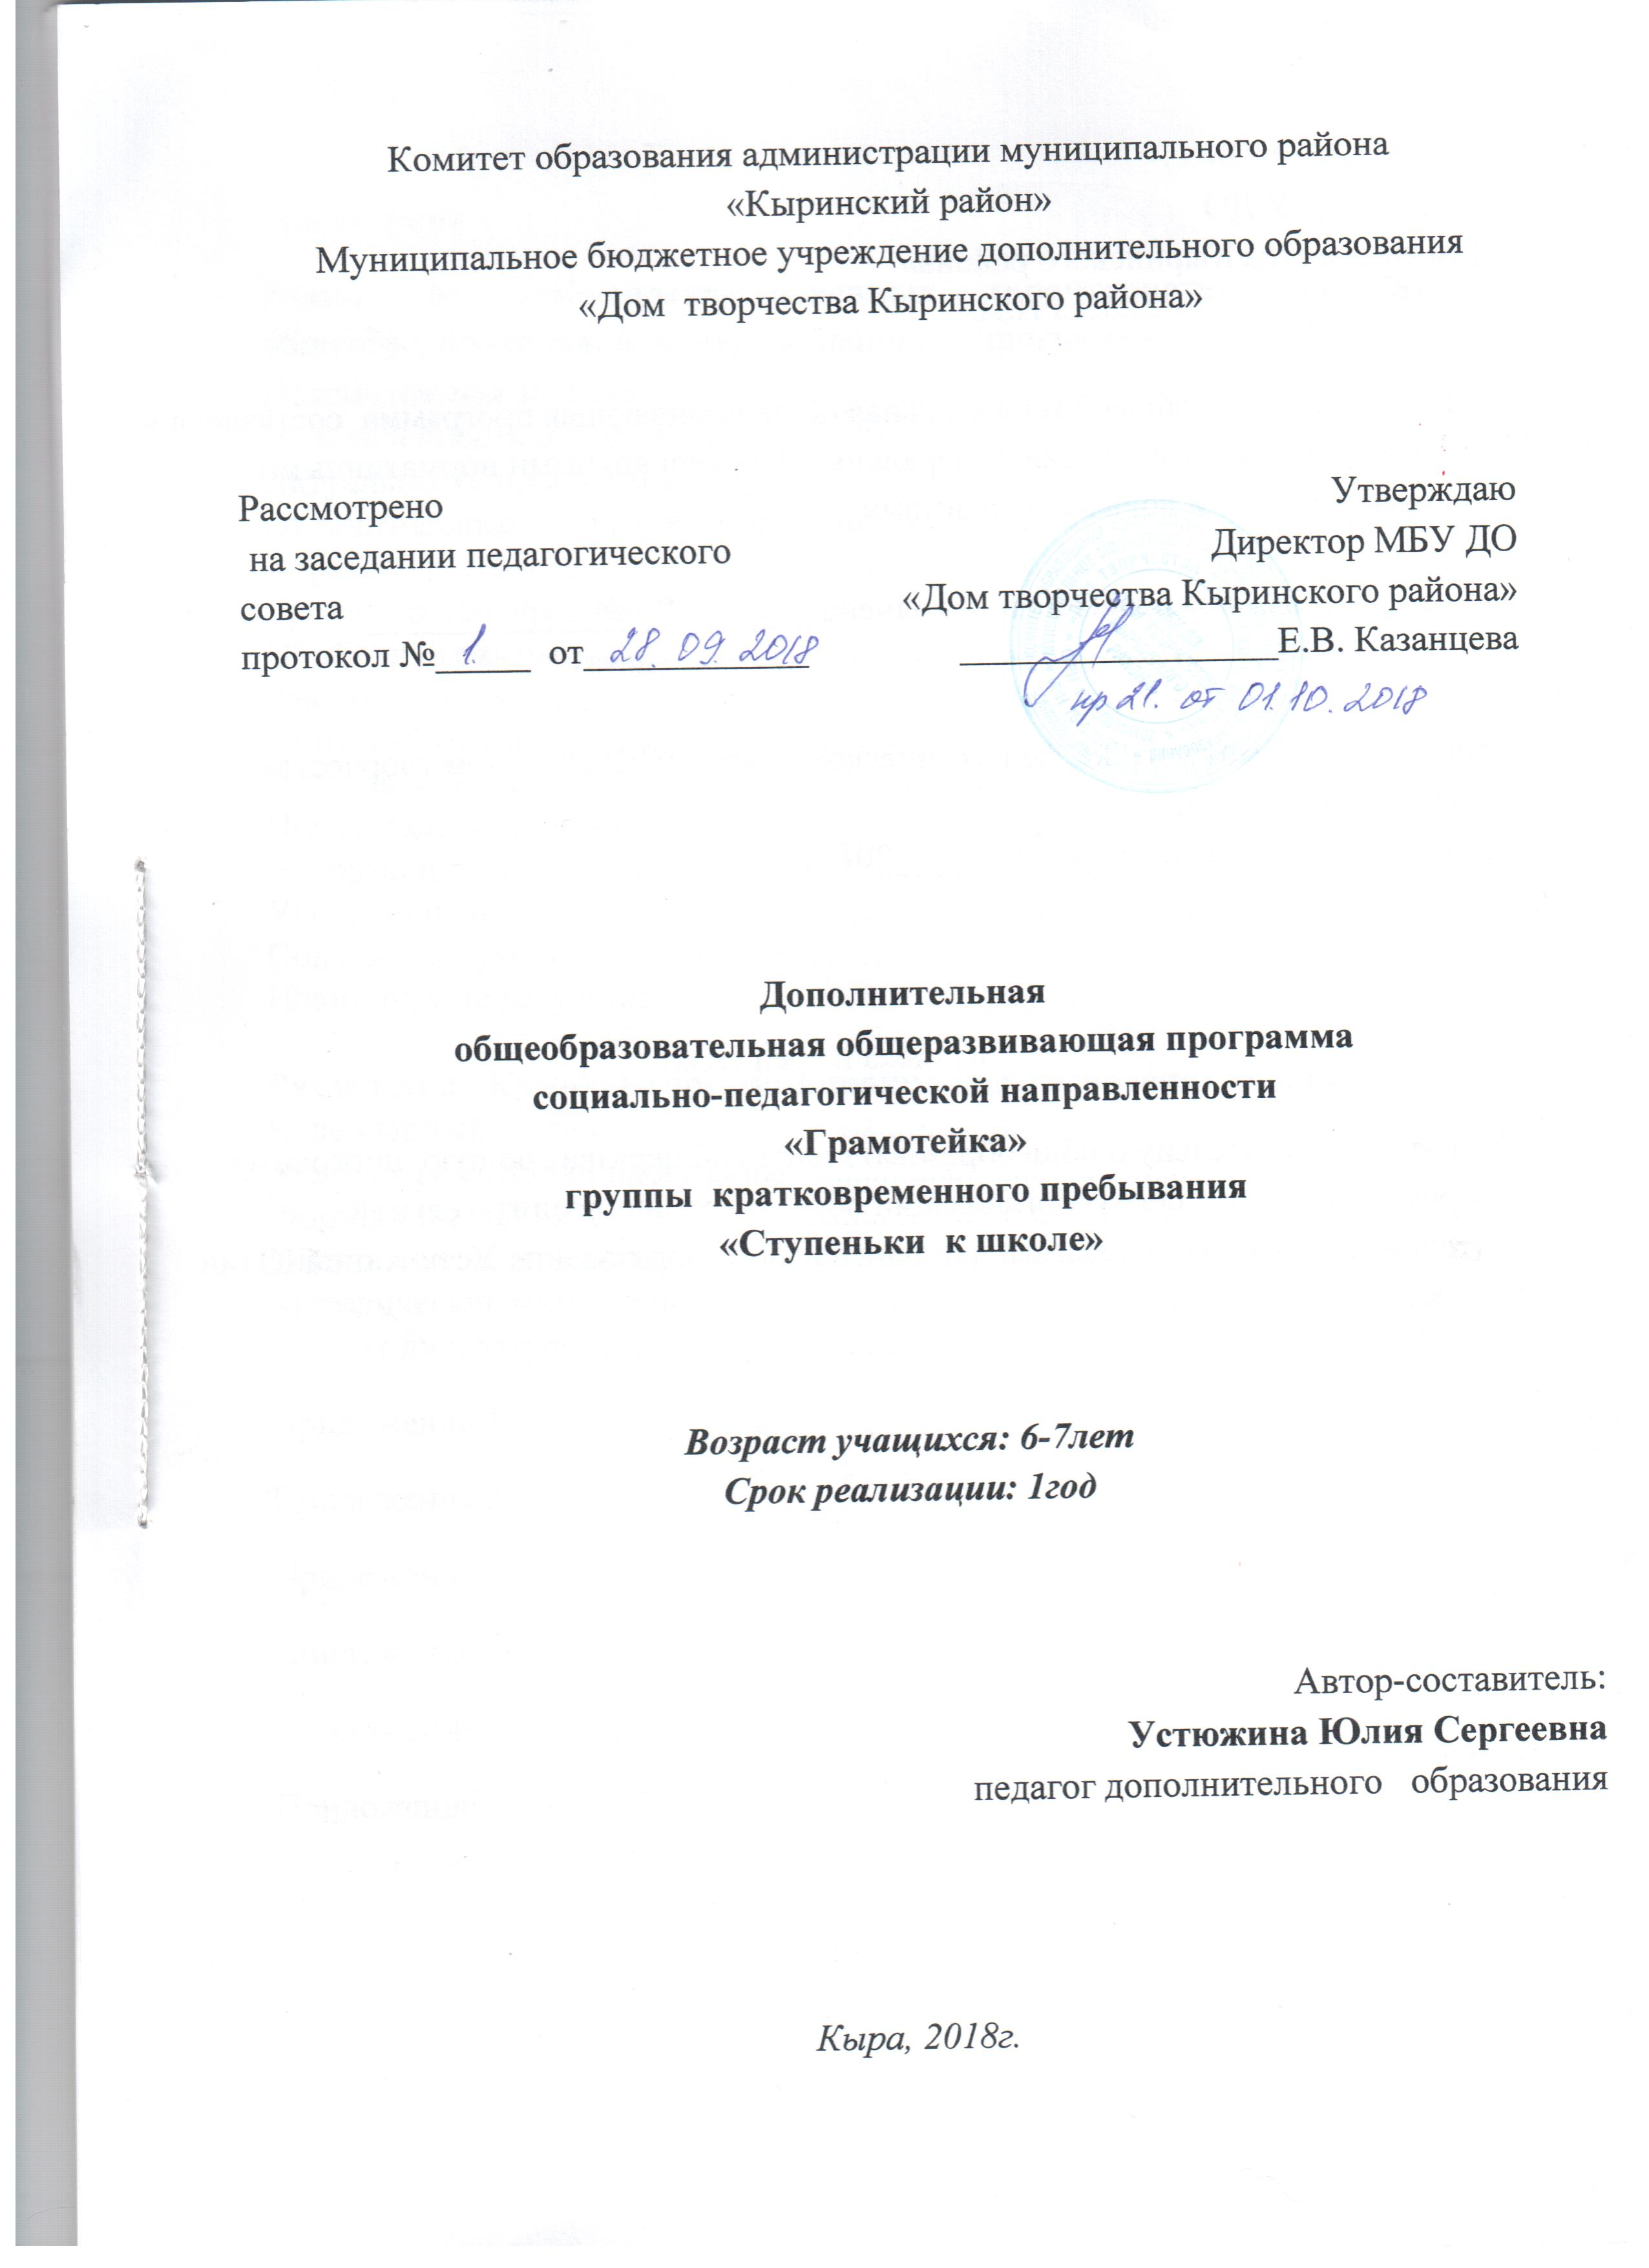 Комитет образования администрации муниципального района
«Кыринский район»
Муниципальное бюджетное учреждение дополнительного образования
«Дом творчества Кыринского района»
Рассмотрено
на заседании педагогического
совета
протокол № 1. от 28.09.2018
Утверждаю
Директор МБУ ДО
«Дом творчества Кыринского района»
Е.В. Казанцева
пр 21. от 01.10.2018
Дополнительная
общеобразовательная общеразвивающая программа
социально-педагогической направленности
«Грамотейка»
группы кратковременного пребывания
«Ступеньки к школе»
Возраст учащихся: 6-7лет
Срок реализации: 1год
Автор-составитель:
Устюжина Юлия Сергеевна
педагог дополнительного образования
Кыра, 2018г.